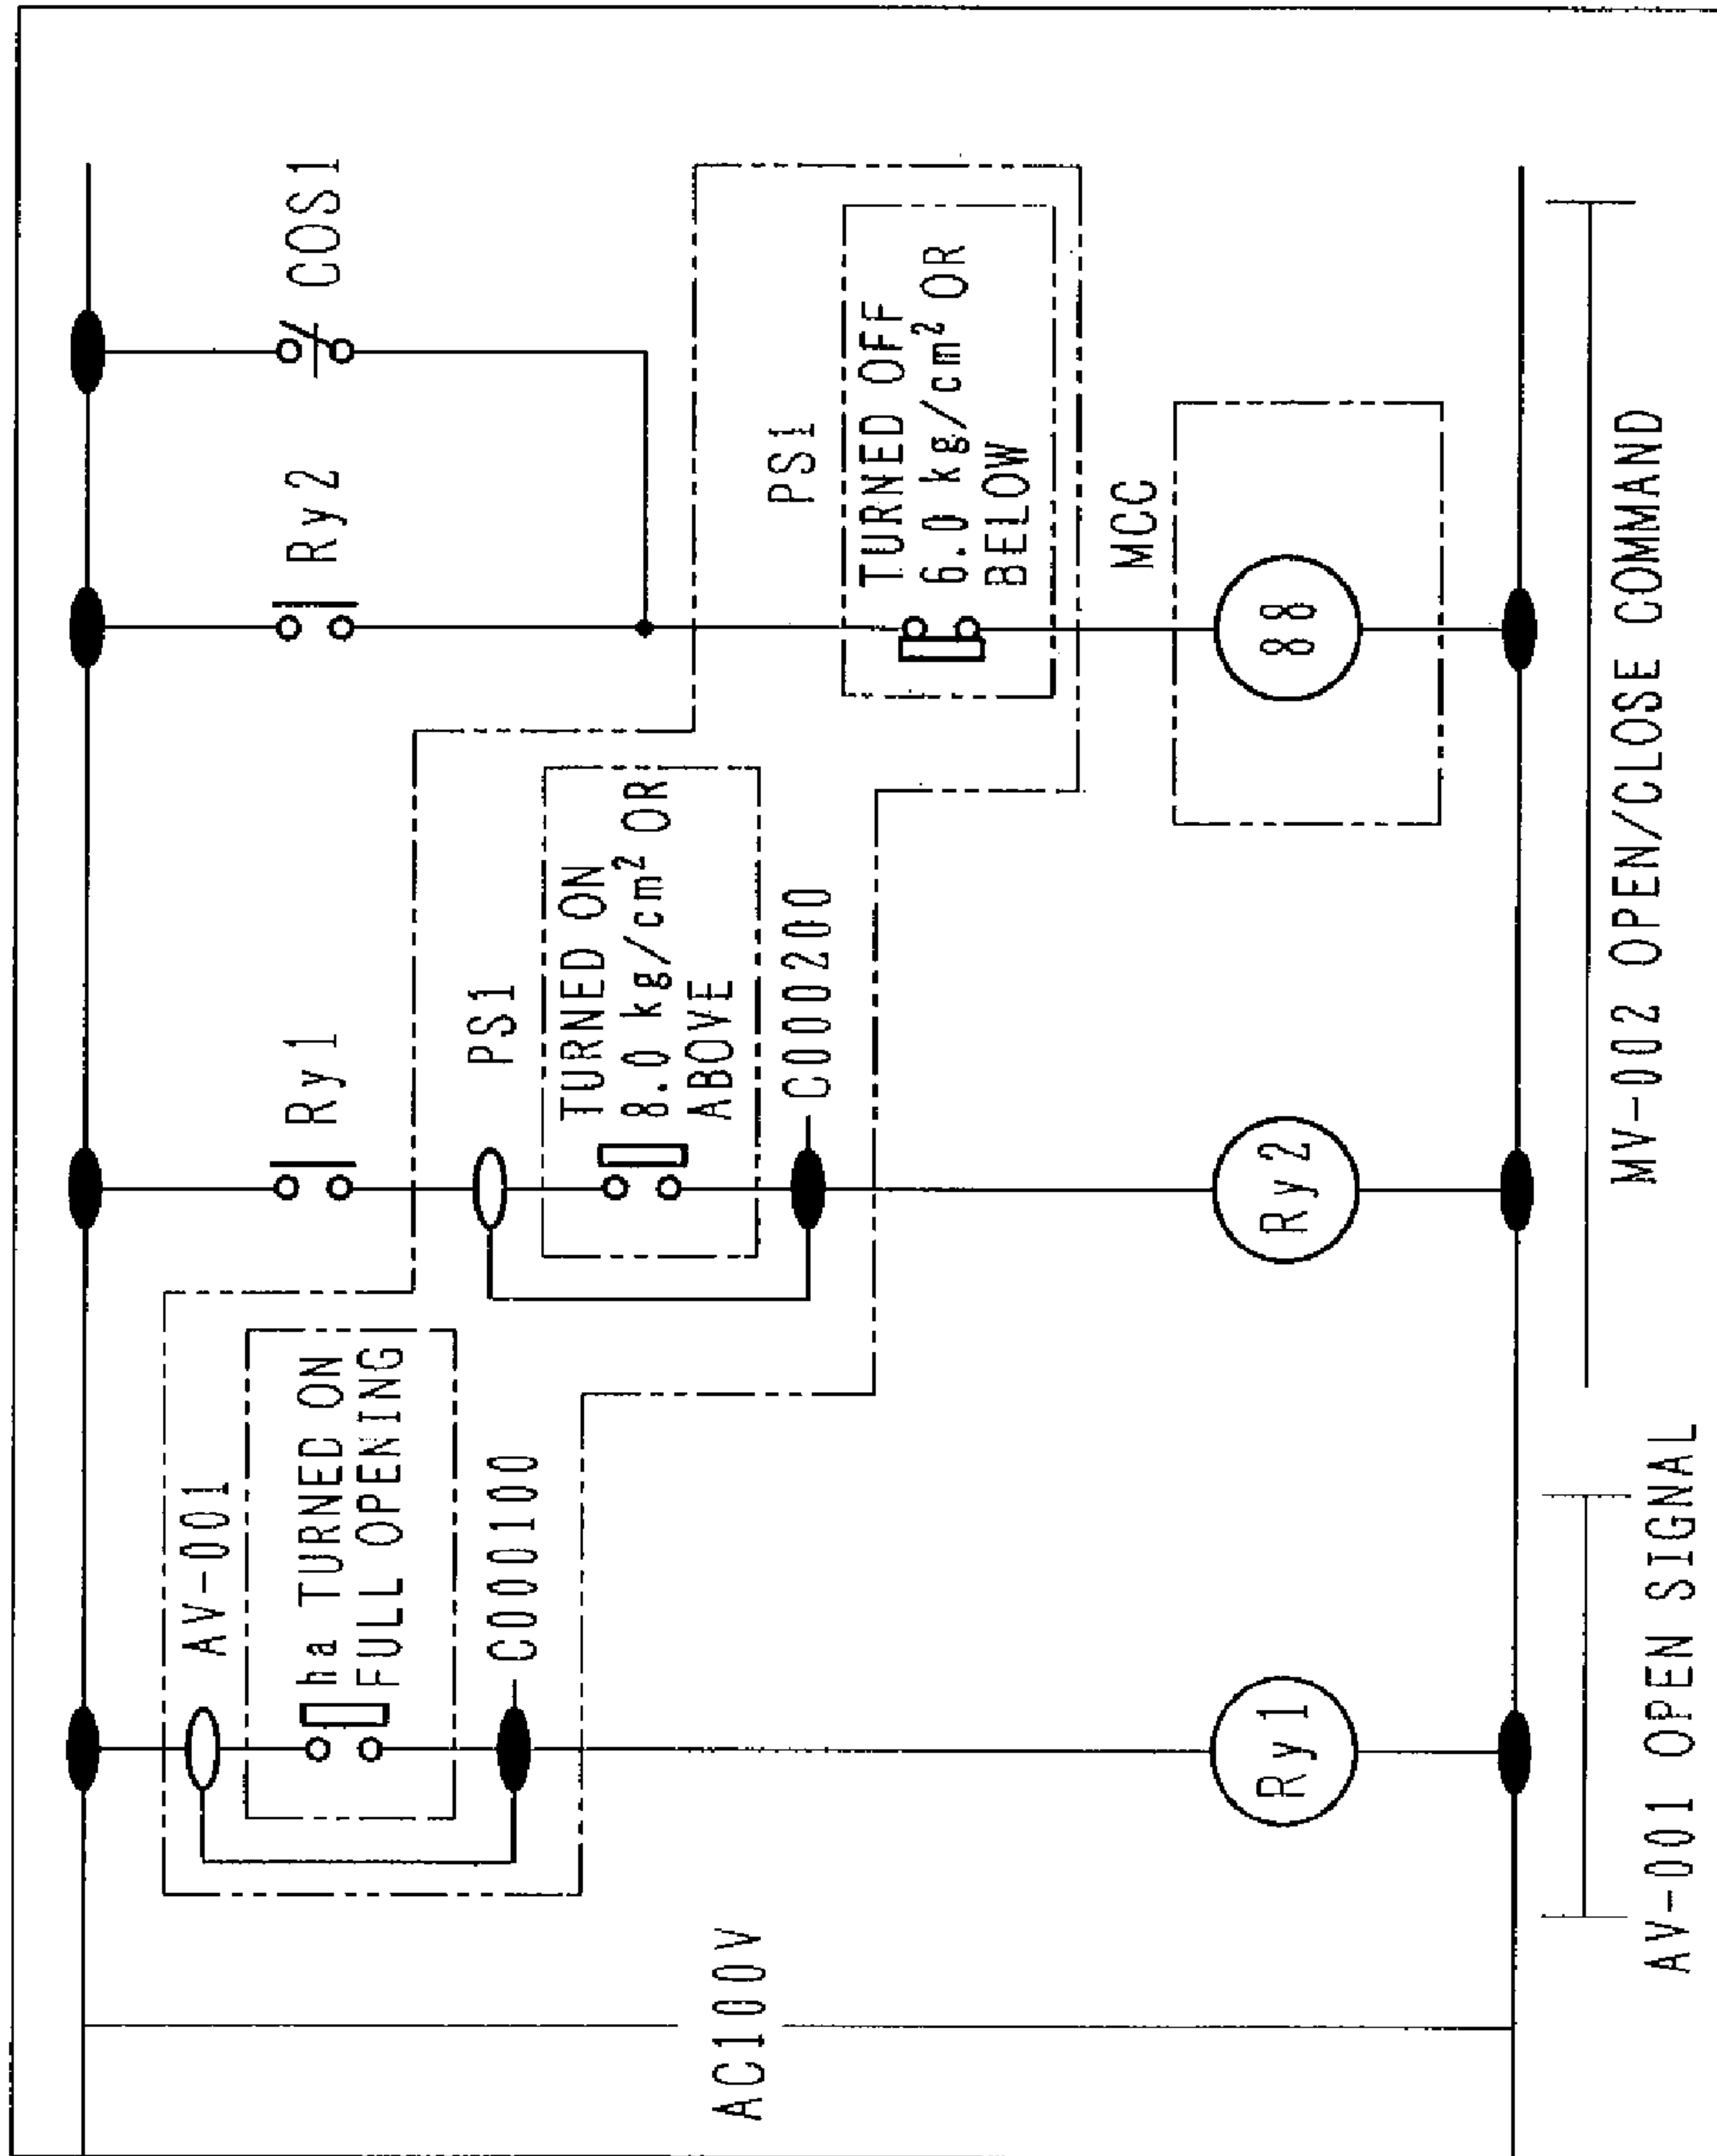 AC100V
AV-001
ha TURNED ON
FULL OPENING
C000100
Ry1
AV-001 OPEN SIGNAL
Ry1
PS1
TURNED ON
8.0 kg/cm² OR
ABOVE
C000200
Ry2
Ry2
COS1
PS1
TURNED OFF
6.0 kg/cm² OR
BELOW
MCC
88
MV-002 OPEN/CLOSE COMMAND